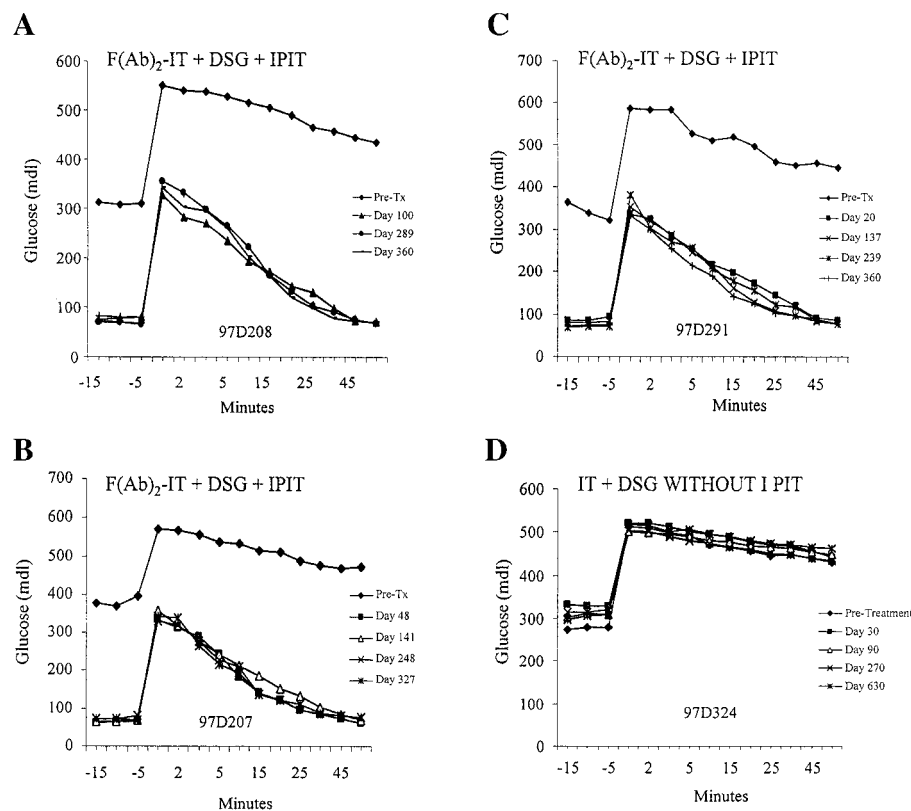 A
F(Ab)2-IT + DSG + IPIT
600
500
400
300
200
100
0
Glucose (mdl)
Pre-Tx
Day 100
Day 289
Day 360
97D208
-15 -5 2 5 15 25 45
Minutes
C
F(Ab)2-IT + DSG + IPIT
700
600
500
400
300
200
100
0
Glucose (mdl)
Pre-Tx
Day 20
Day 137
Day 239
Day 360
97D291
-15 -5 2 5 15 25 45
Minutes
B
F(Ab)2-IT + DSG + IPIT
700
600
500
400
300
200
100
0
Glucose (mdl)
Pre-Tx
Day 48
Day 141
Day 248
Day 327
97D207
-15 -5 2 5 15 25 45
Minutes
D
IT + DSG WITHOUT I PIT
700
600
500
400
300
200
100
0
Glucose (mdl)
Pre-Treatment
Day 30
Day 90
Day 270
Day 630
97D324
-15 -5 2 5 15 25 45
Minutes